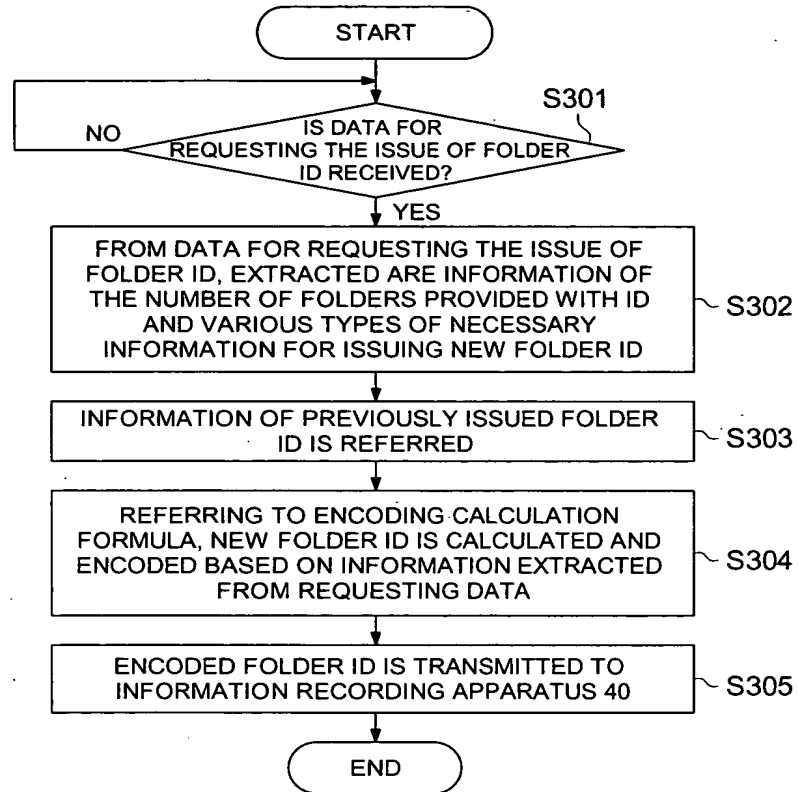 START
S301
IS DATA FOR
REQUESTING THE ISSUE OF FOLDER
ID RECEIVED?
NO
YES
FROM DATA FOR REQUESTING THE ISSUE OF
FOLDER ID, EXTRACTED ARE INFORMATION OF
THE NUMBER OF FOLDERS PROVIDED WITH ID
AND VARIOUS TYPES OF NECESSARY
INFORMATION FOR ISSUING NEW FOLDER ID
S302
INFORMATION OF PREVIOUSLY ISSUED FOLDER
ID IS REFERRED
S303
REFERRING TO ENCODING CALCULATION
FORMULA, NEW FOLDER ID IS CALCULATED AND
ENCODED BASED ON INFORMATION EXTRACTED
FROM REQUESTING DATA
S304
ENCODED FOLDER ID IS TRANSMITTED TO
INFORMATION RECORDING APPARATUS 40
S305
END